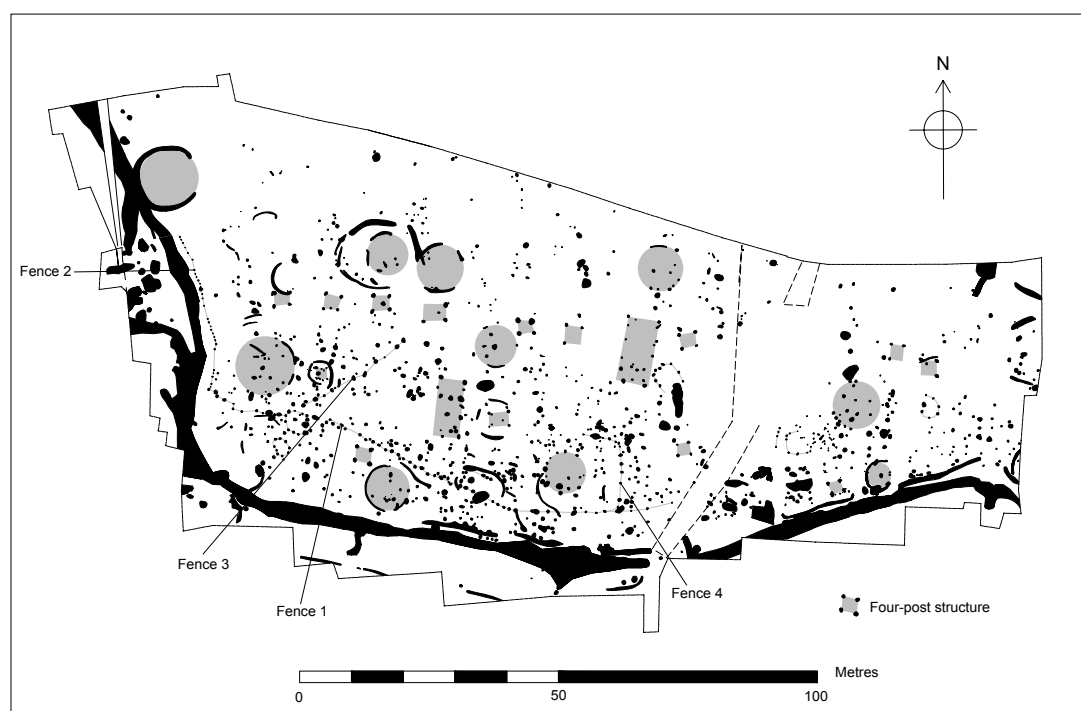 N
Fence 2
Fence 3
Fence 1
Fence 4
Four-post structure
Metres
0
50
100